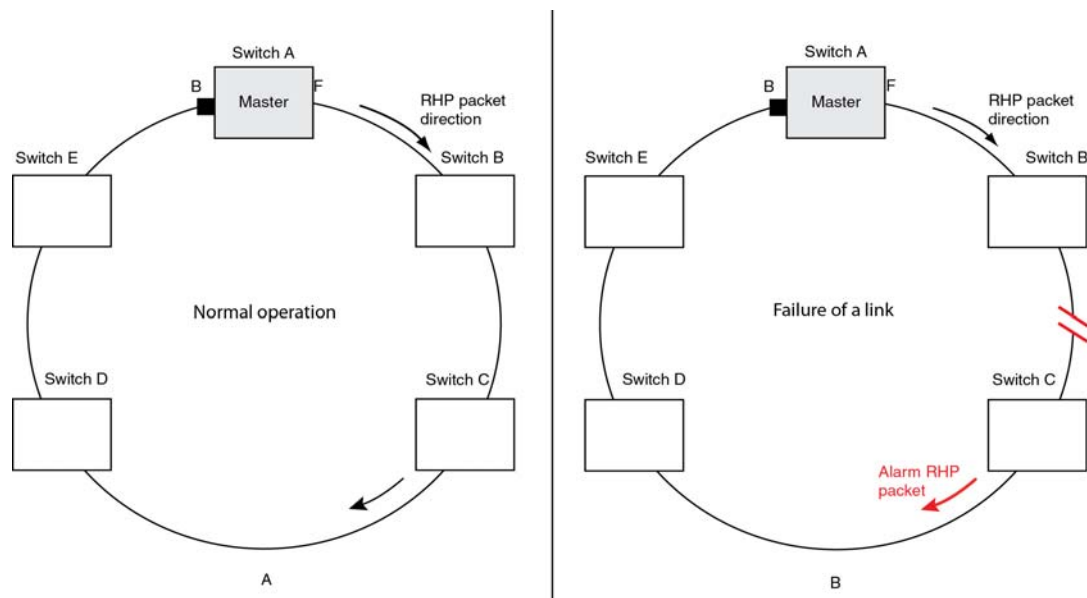 Switch A
B
F
Master
RHP packet
direction
Switch E
Switch B
Normal operation
Switch D
Switch C
A
Switch A
B
F
Master
RHP packet
direction
Switch E
Switch B
Failure of a link
Switch D
Switch C
Alarm RHP
packet
B